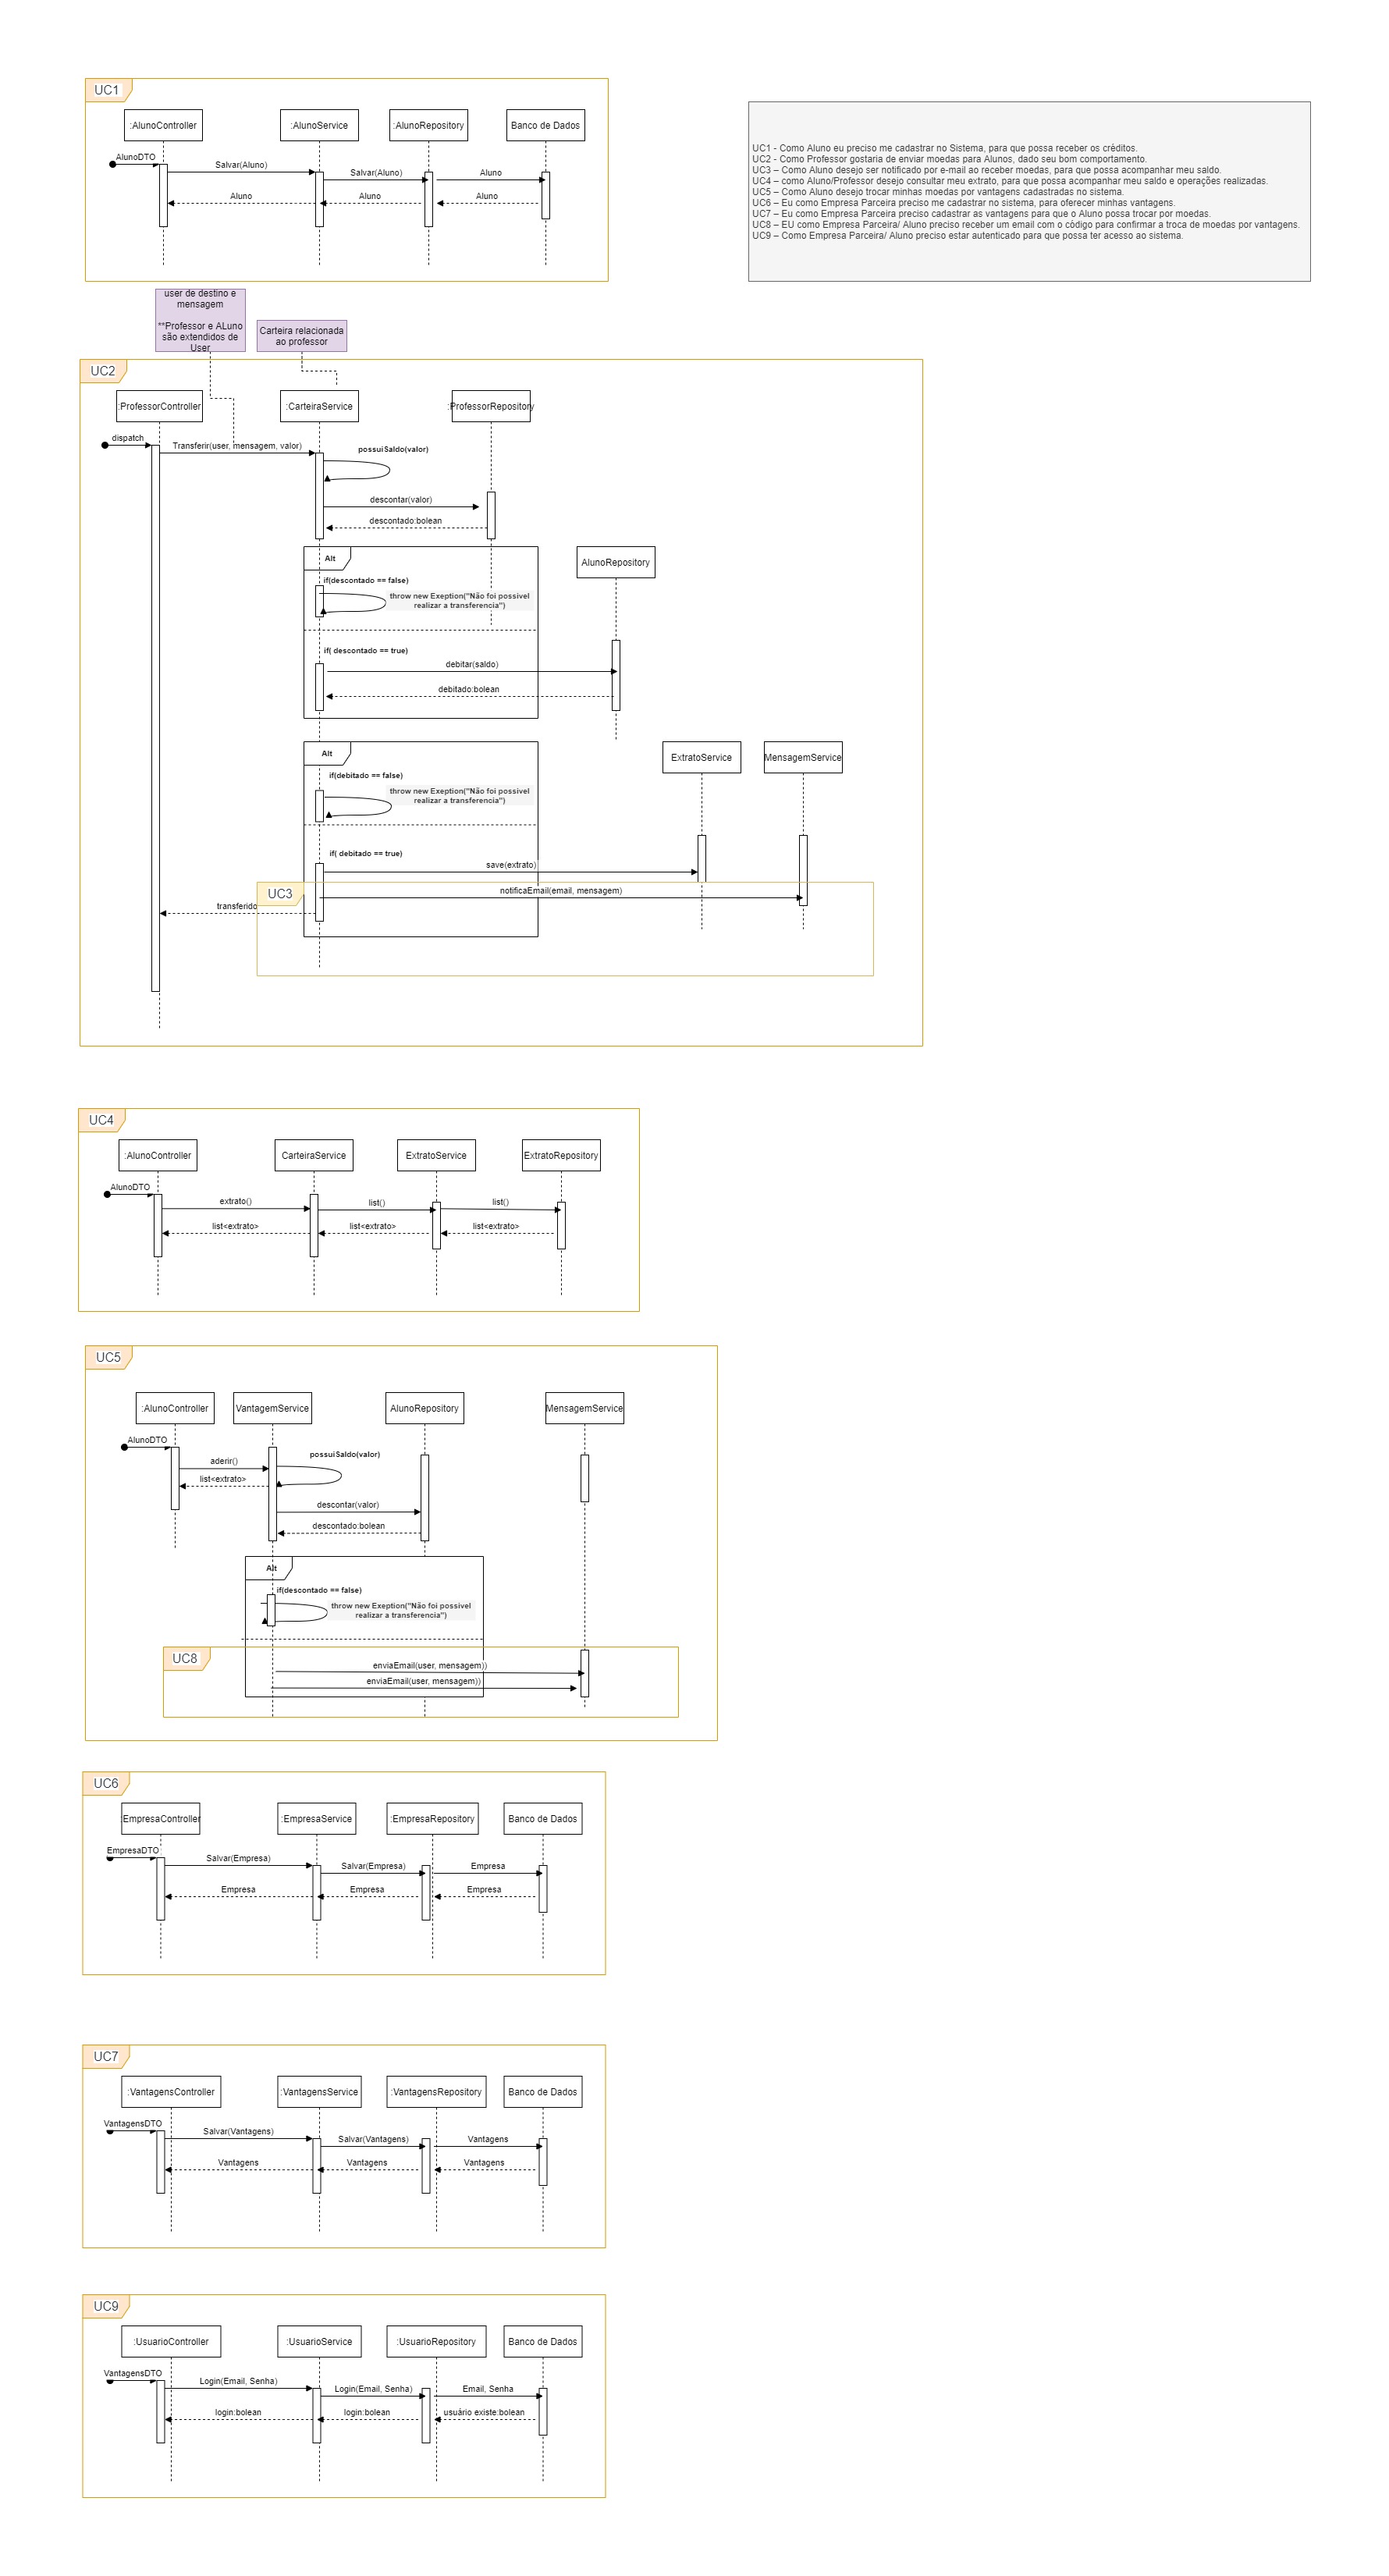 UC1
:AlunoController
:AlunoService
:AlunoRepository
Banco de Dados
AlunoDTO
Salvar(Aluno)
Salvar(Aluno)
Aluno
Aluno
Aluno
Aluno
UC1 - Como Aluno eu preciso me cadastrar no Sistema, para que possa receber os créditos.
UC2 - Como Professor gostaria de enviar moedas para Alunos, dado seu bom comportamento.
UC3 – Como Aluno desejo ser notificado por e-mail ao receber moedas, para que possa acompanhar meu saldo.
UC4 – como Aluno/Professor desejo consultar meu extrato, para que possa acompanhar meu saldo e operações realizadas.
UC5 – Como Aluno desejo trocar minhas moedas por vantagens cadastradas no sistema.
UC6 – Eu como Empresa Parceira preciso me cadastrar no sistema, para oferecer minhas vantagens.
UC7 – Eu como Empresa Parceira preciso cadastrar as vantagens para que o Aluno possa trocar por moedas.
UC8 – EU como Empresa Parceira/ Aluno preciso receber um email com o código para confirmar a troca de moedas por vantagens.
UC9 – Como Empresa Parceira/ Aluno preciso estar autenticado para que possa ter acesso ao sistema.
user de destino e
mensagem
**Professor e ALuno
são extendidos de
User
Carteira relacionada
ao professor
UC2
:ProfessorController
:CarteiraService
:ProfessorRepository
dispatch
Transferir(user, mensagem, valor)
possuiSaldo(valor)
descontar(valor)
descontado:bolean
Alt
AlunoRepository
if(descontado == false)
throw new Exeption("Não foi possivel
realizar a transferencia")
if( descontado == true)
debitar(saldo)
debitado:bolean
Alt
ExtratoService
MensagemService
if(debitado == false)
throw new Exeption("Não foi possivel
realizar a transferencia")
if( debitado == true)
save(extrato)
UC3
notificaEmail(email, mensagem)
transferido
UC4
:AlunoController
CarteiraService
ExtratoService
ExtratoRepository
AlunoDTO
extrato()
list()
list()
list<extrato>
list<extrato>
list<extrato>
UC5
:AlunoController
VantagemService
AlunoRepository
MensagemService
AlunoDTO
possuiSaldo(valor)
aderir()
list<extrato>
descontar(valor)
descontado:bolean
Alt
if(descontado == false)
throw new Exeption("Não foi possivel
realizar a transferencia")
UC8
enviaEmail(user, mensagem))
enviaEmail(user, mensagem))
UC6
:EmpresaController
:EmpresaService
:EmpresaRepository
Banco de Dados
EmpresaDTO
Salvar(Empresa)
Salvar(Empresa)
Empresa
Empresa
Empresa
Empresa
UC7
:VantagensController
:VantagensService
:VantagensRepository
Banco de Dados
VantagensDTO
Salvar(Vantagens)
Salvar(Vantagens)
Vantagens
Vantagens
Vantagens
Vantagens
UC9
:UsuarioController
:UsuarioService
:UsuarioRepository
Banco de Dados
VantagensDTO
Login(Email, Senha)
Login(Email, Senha)
Email, Senha
login:bolean
login:bolean
usuário existe:bolean